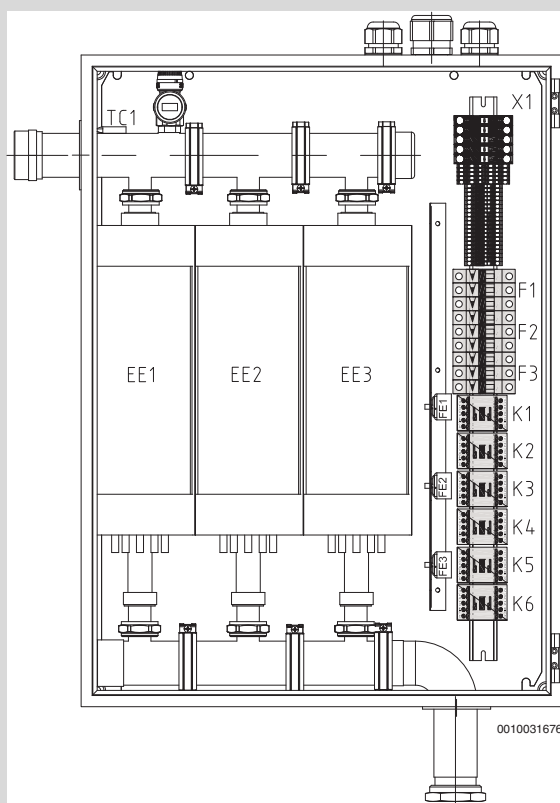 X1
TC1
F1
EE1
EE2
EE3
F2
F3
FE1
K1
K2
FE2
K3
K4
FE3
K5
K6
0010031676